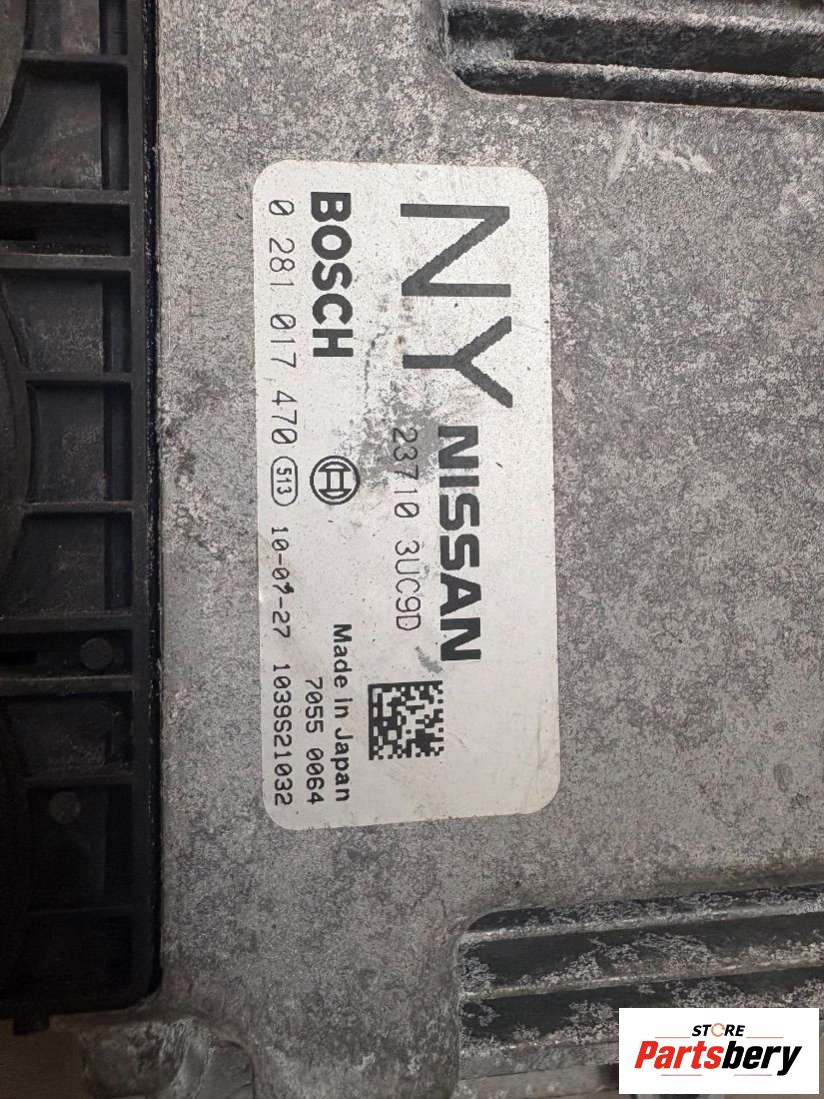 NY NISSAN
23710 3UC9D
BOSCH
Made In Japan
0 281 017 470 513
7055 0064
10-07-27 1039S21032
STORE
Partsbery